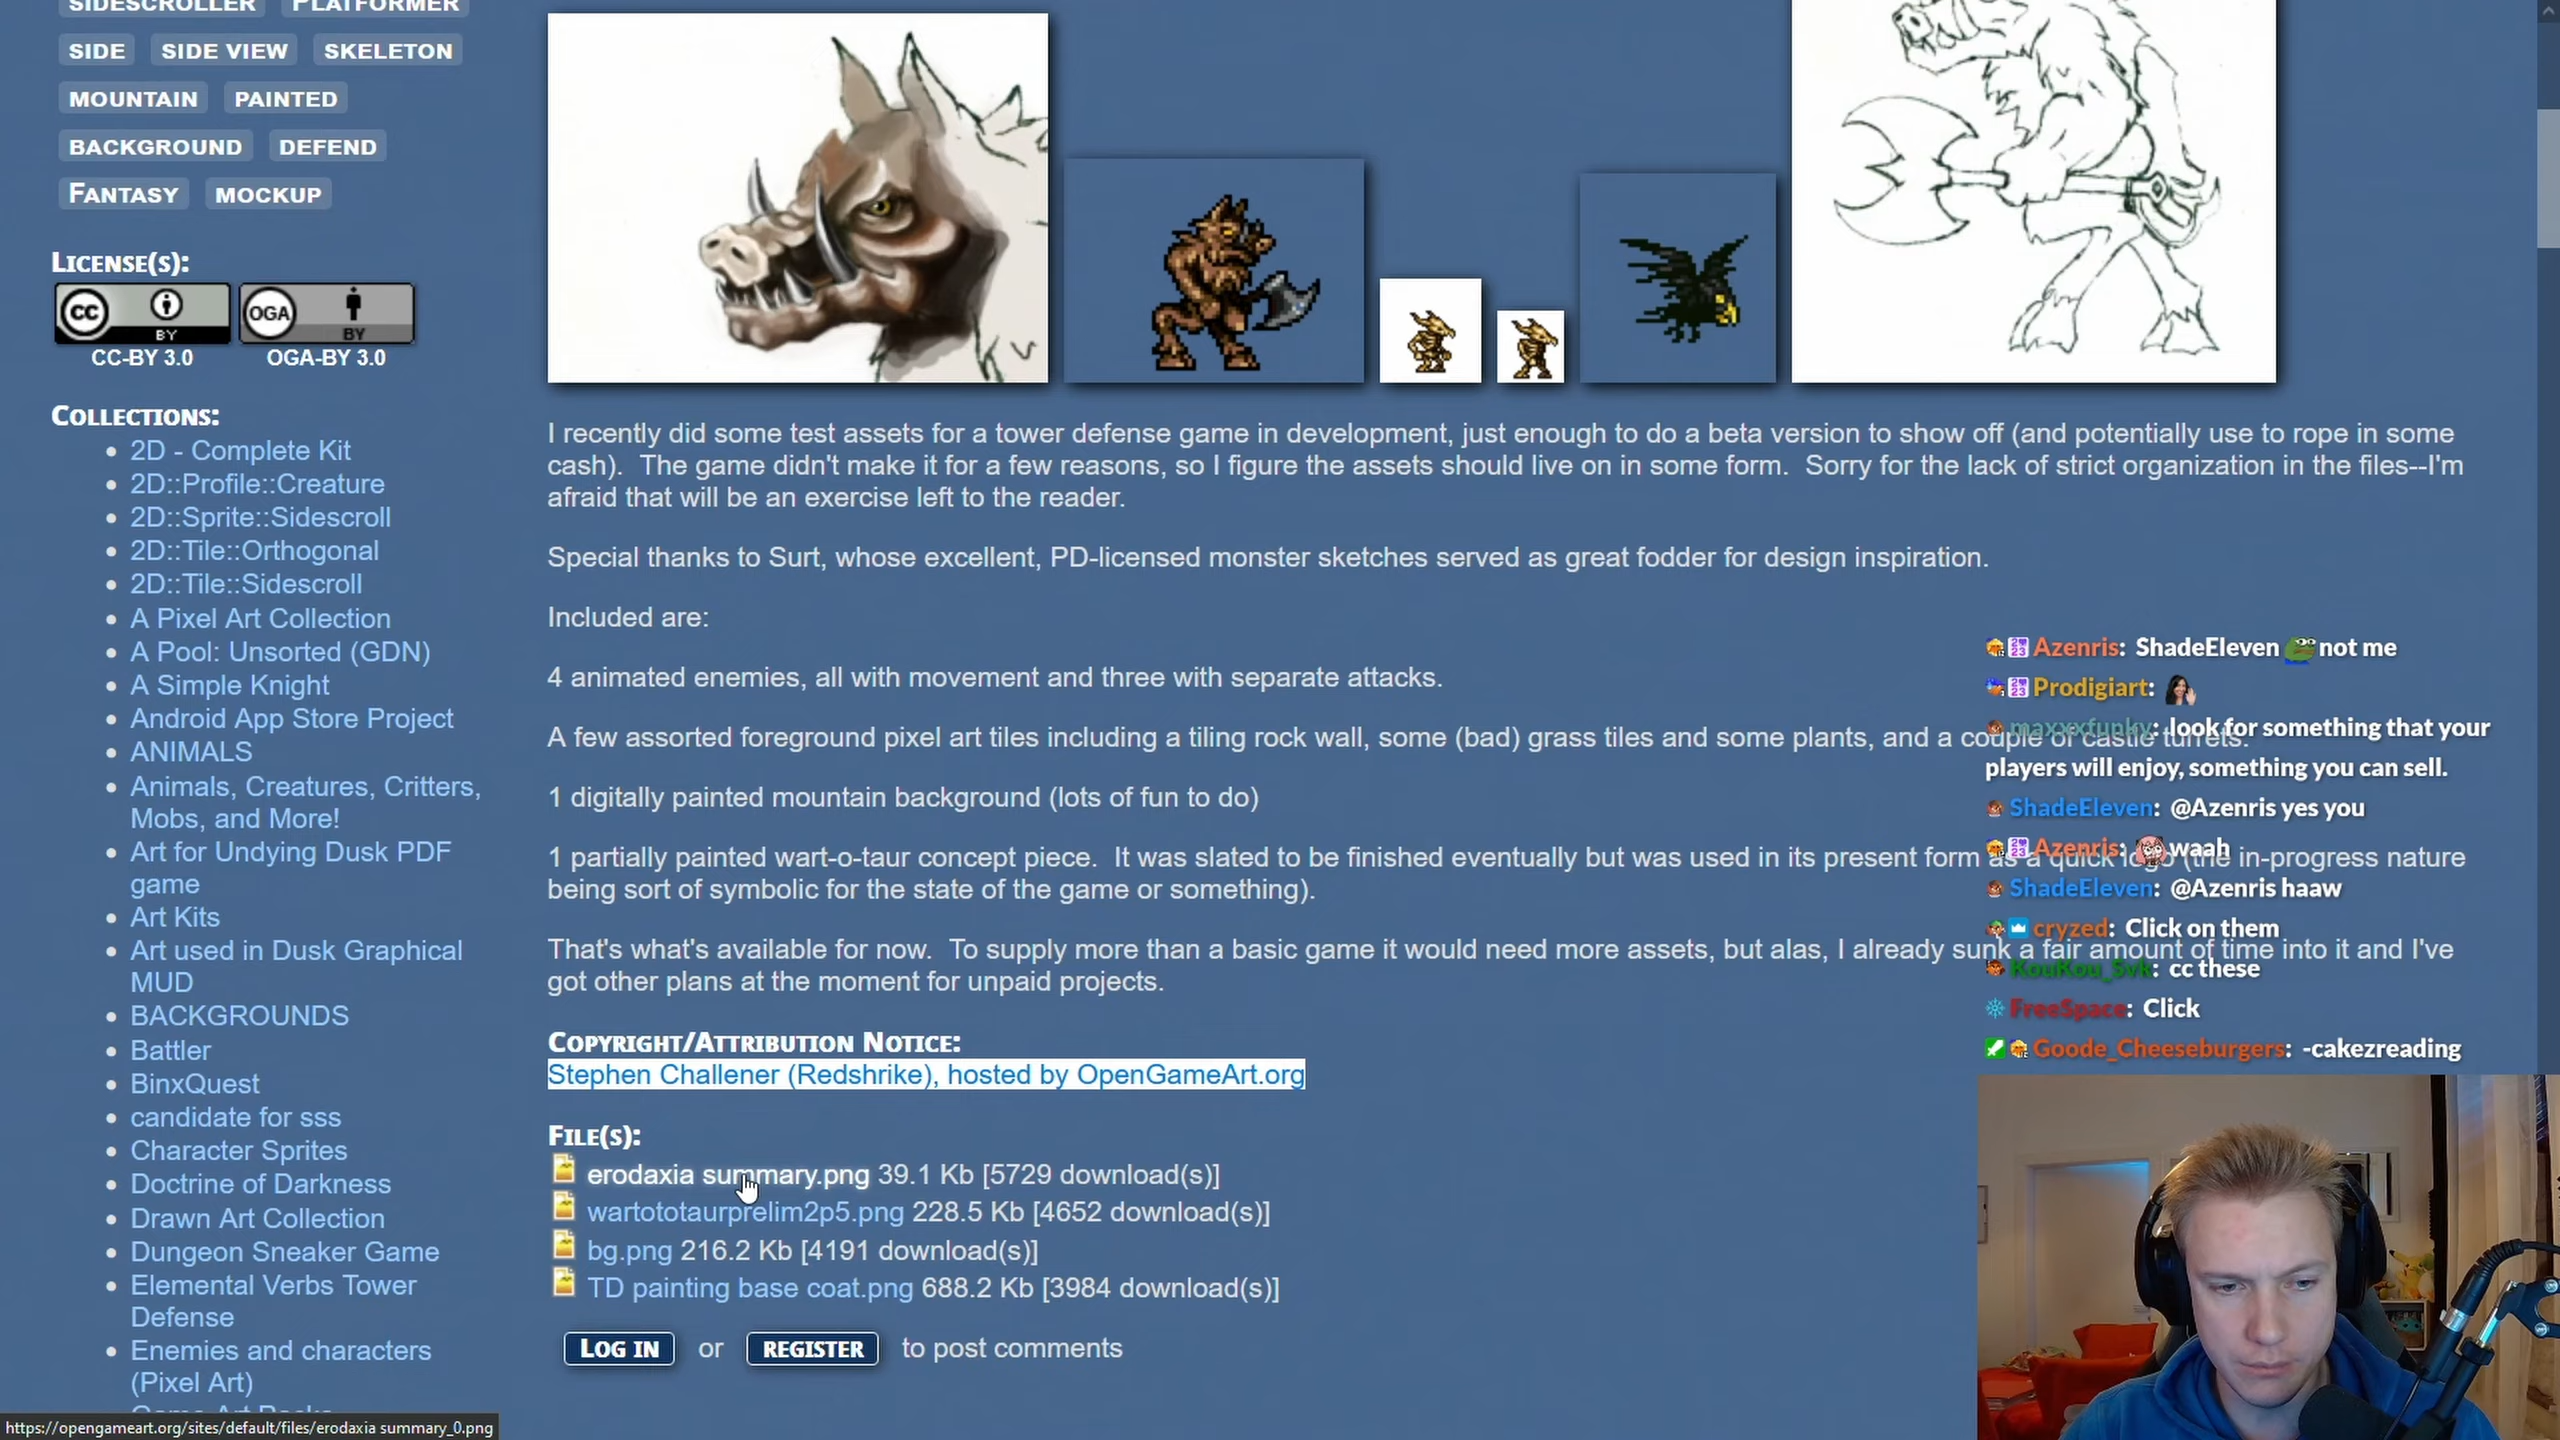 SIDESCROLLER PLATFORMER
SIDE SIDE VIEW SKELETON
MOUNTAIN PAINTED
BACKGROUND DEFEND
FANTASY MOCKUP
LICENSE(S):
CC BY OGA BY
CC-BY 3.0 OGA-BY 3.0
COLLECTIONS:
2D - Complete Kit
2D::Profile::Creature
2D::Sprite::Sidescroll
2D::Tile::Orthogonal
2D::Tile::Sidescroll
A Pixel Art Collection
A Pool: Unsorted (GDN)
A Simple Knight
Android App Store Project
ANIMALS
Animals, Creatures, Critters,
Mobs, and More!
Art for Undying Dusk PDF
game
Art Kits
Art used in Dusk Graphical
MUD
BACKGROUNDS
Battler
BinxQuest
candidate for sss
Character Sprites
Doctrine of Darkness
Drawn Art Collection
Dungeon Sneaker Game
Elemental Verbs Tower
Defense
Enemies and characters
(Pixel Art)
Game Art Packs
https://opengameart.org/sites/default/files/erodaxia summary_0.png
I recently did some test assets for a tower defense game in development, just enough to do a beta version to show off (and potentially use to rope in some
cash).  The game didn't make it for a few reasons, so I figure the assets should live on in some form.  Sorry for the lack of strict organization in the files--I'm
afraid that will be an exercise left to the reader.
Special thanks to Surt, whose excellent, PD-licensed monster sketches served as great fodder for design inspiration.
Included are:
4 animated enemies, all with movement and three with separate attacks.
A few assorted foreground pixel art tiles including a tiling rock wall, some (bad) grass tiles and some plants, and a couple of castle turrets.
1 digitally painted mountain background (lots of fun to do)
1 partially painted wart-o-taur concept piece.  It was slated to be finished eventually but was used in its present form as a quick (the in-progress nature
being sort of symbolic for the state of the game or something).
That's what's available for now.  To supply more than a basic game it would need more assets, but alas, I already sunk a fair amount of time into it and I've
got other plans at the moment for unpaid projects.
COPYRIGHT/ATTRIBUTION NOTICE:
Stephen Challener (Redshrike), hosted by OpenGameArt.org
FILE(S):
erodaxia summary.png 39.1 Kb [5729 download(s)]
wartototaurprelim2p5.png 228.5 Kb [4652 download(s)]
bg.png 216.2 Kb [4191 download(s)]
TD painting base coat.png 688.2 Kb [3984 download(s)]
LOG IN or REGISTER to post comments
Azenris: ShadeEleven not me
Prodigiart:
maxxxfunky: look for something that your
players will enjoy, something you can sell.
ShadeEleven: @Azenris yes you
Azenris: waah
ShadeEleven: @Azenris haaw
cryzed: Click on them
KouKou_Svk: cc these
FreeSpace: Click
Goode_Cheeseburgers: -cakezreading